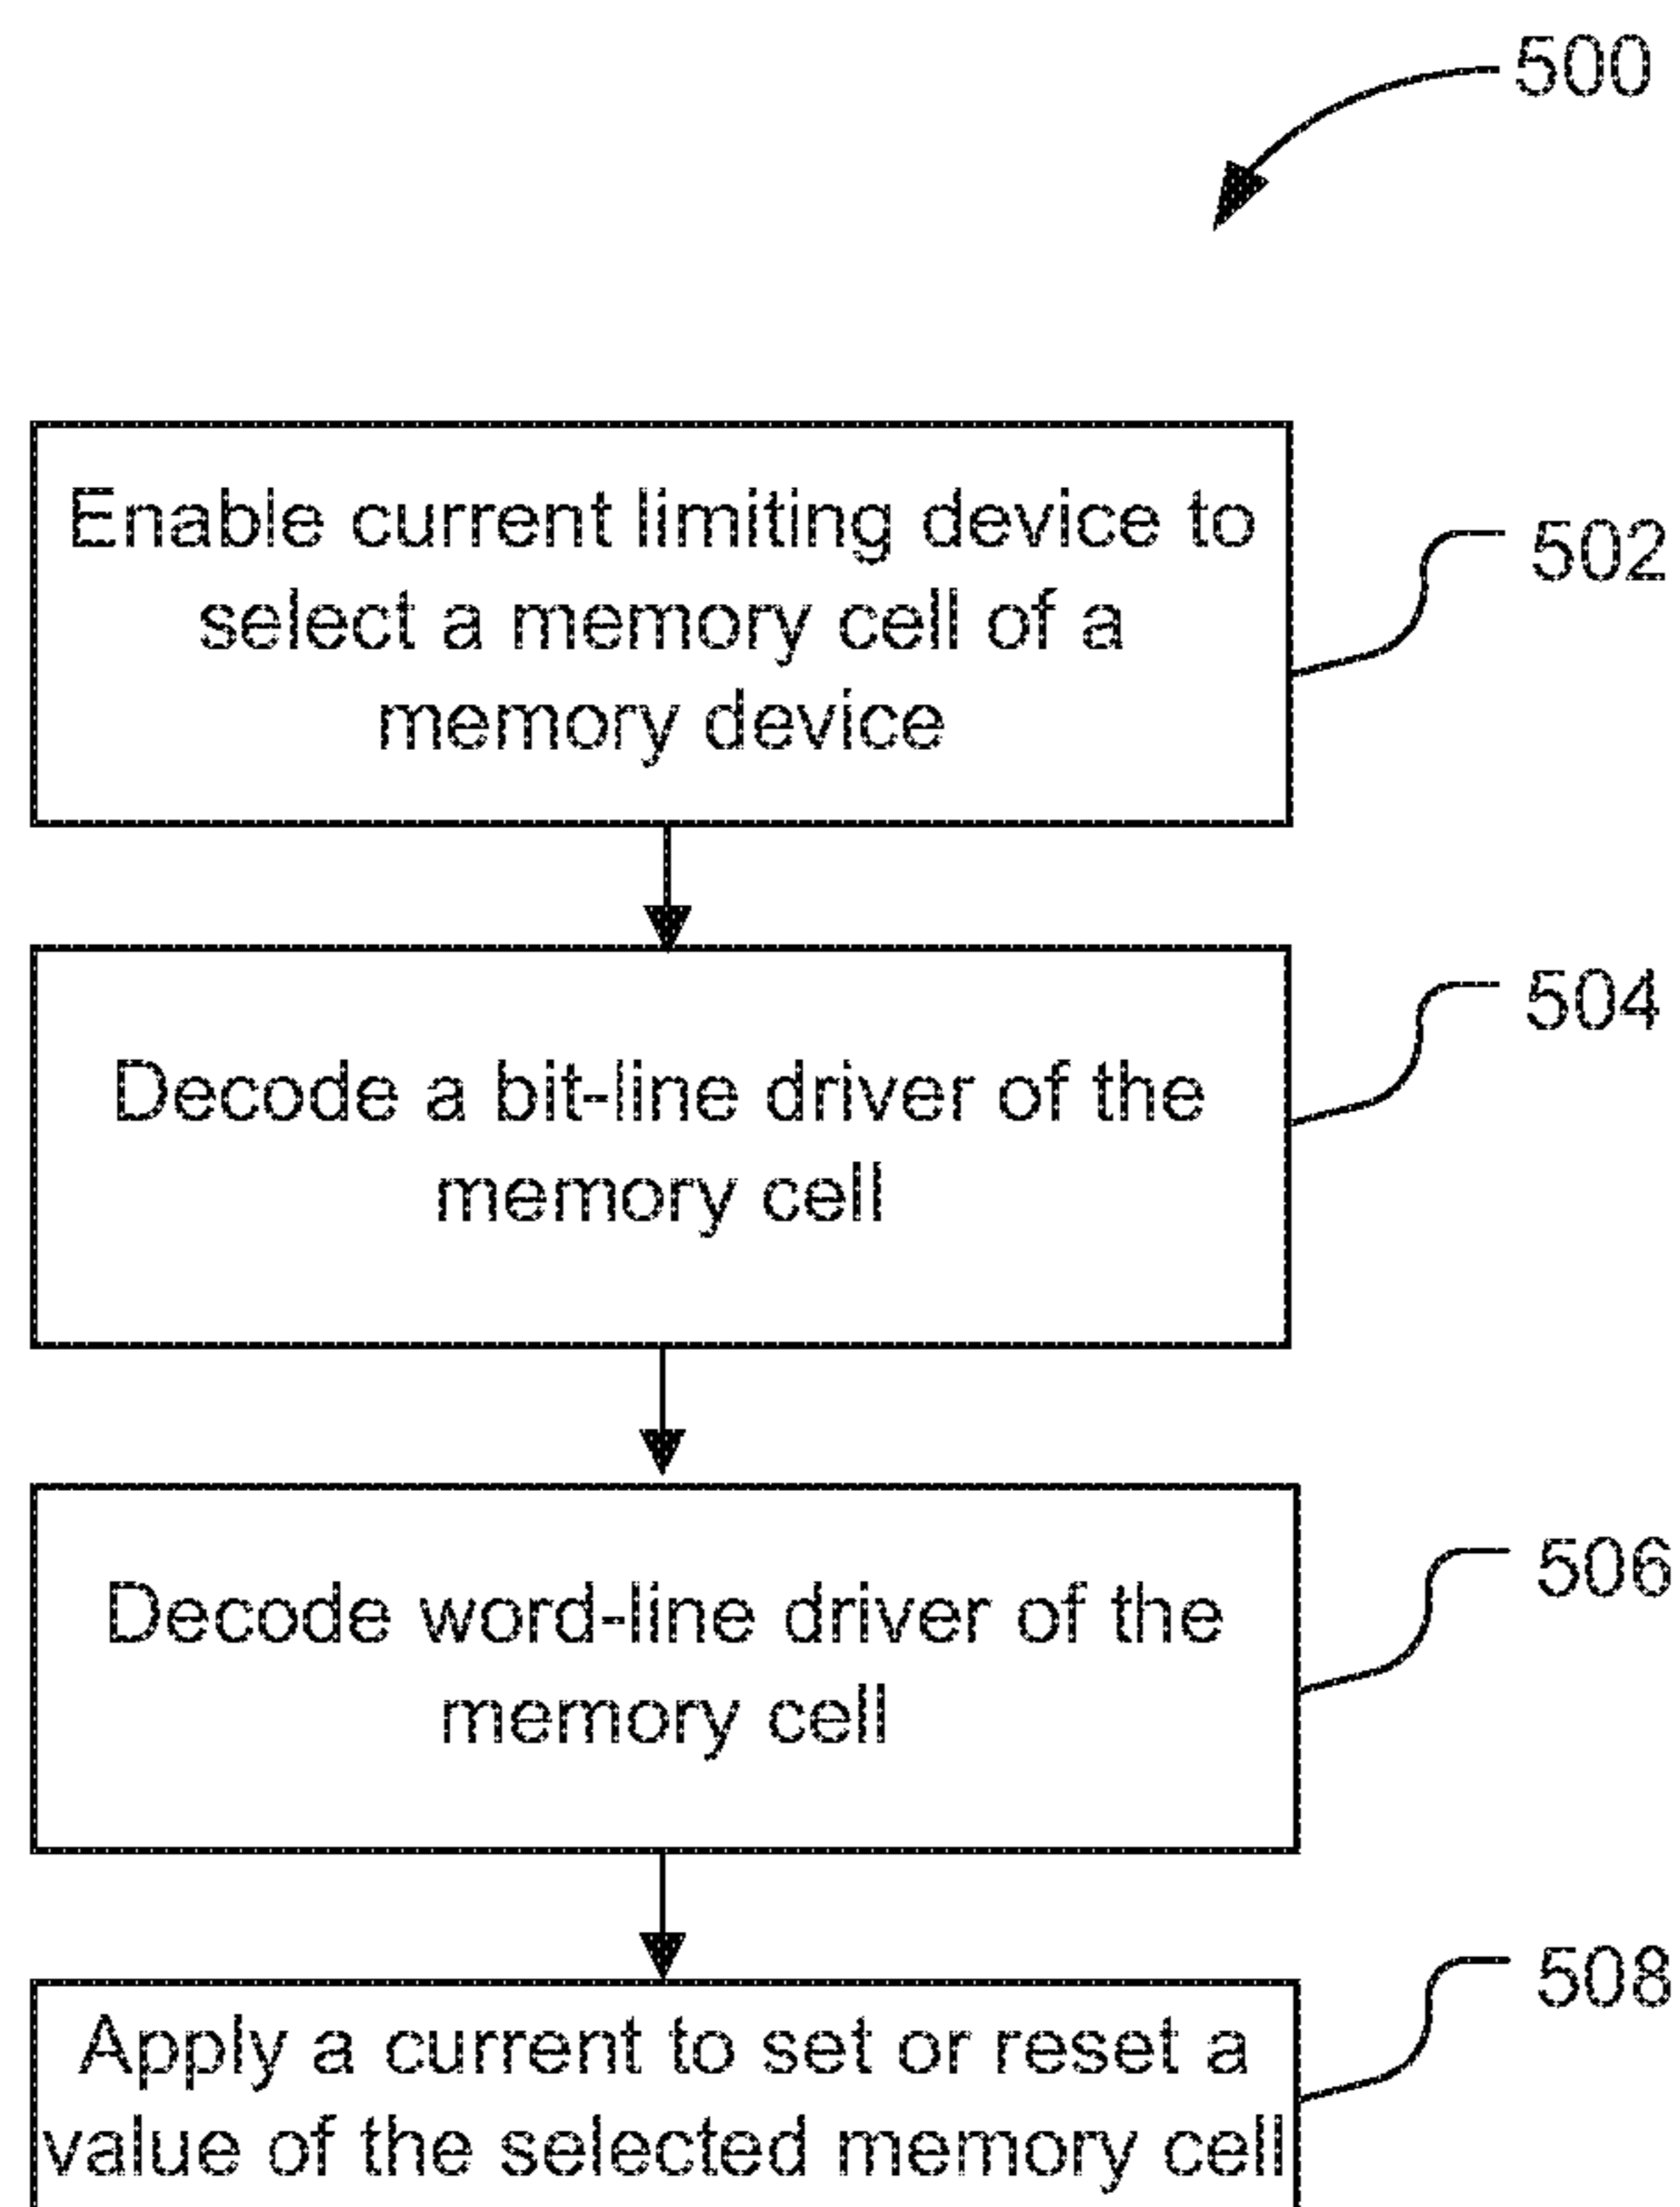 500
Enable current limiting device to
select a memory cell of a
memory device
502
Decode a bit-line driver of the
memory cell
504
Decode word-line driver of the
memory cell
506
Apply a current to set or reset a
value of the selected memory cell
508